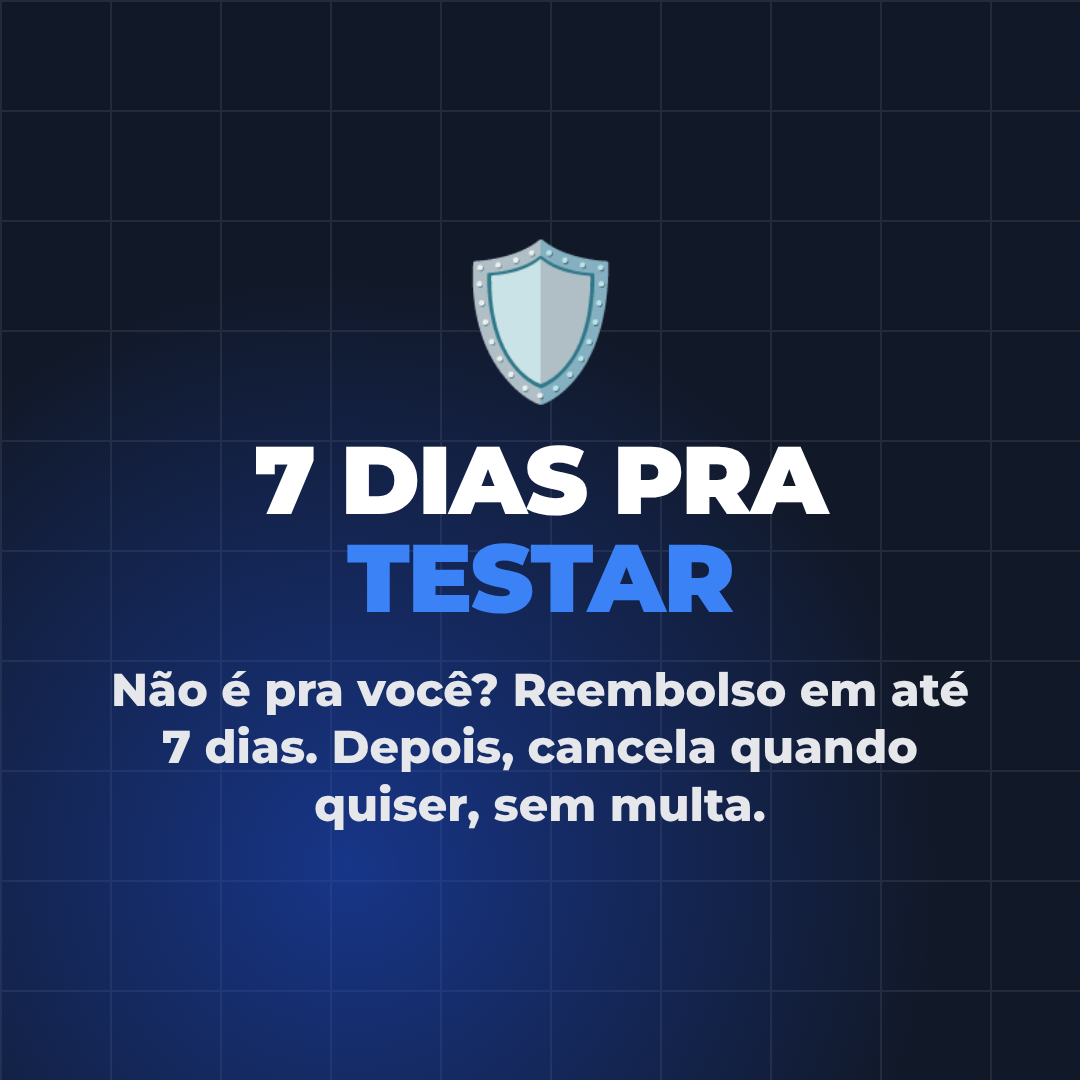 7 DIAS PRA
TESTAR
Não é pra você? Reembolso em até
7 dias. Depois, cancela quando
quiser, sem multa.